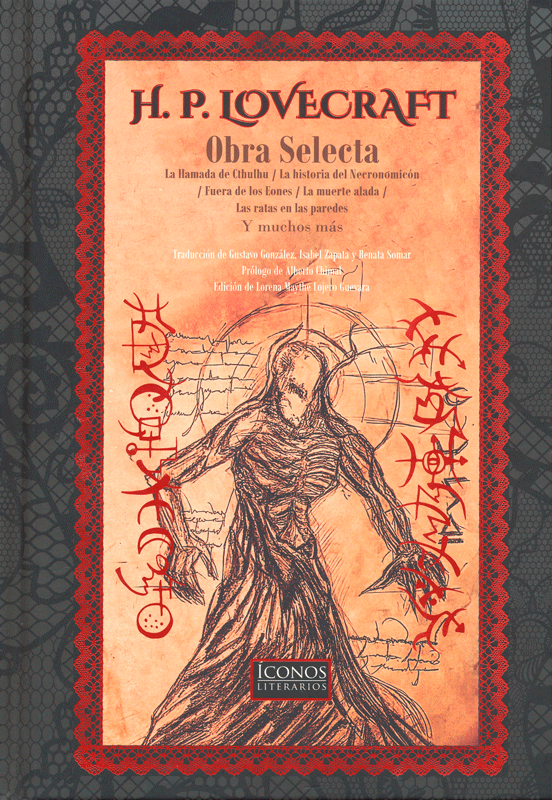 H. P. LOVECRAFT
Obra Selecta
La llamada de Cthulhu / La historia del Necronomicón
/ Fuera de los Eones / La muerte alada /
Las ratas en las paredes
Y muchos más
Traducción de Gustavo González, Isabel Zapata y Renata Somar
Prólogo de Alberto Chimal
Edición de Lorena Maythé Lojero Guevara
ÍCONOS
LITERARIOS